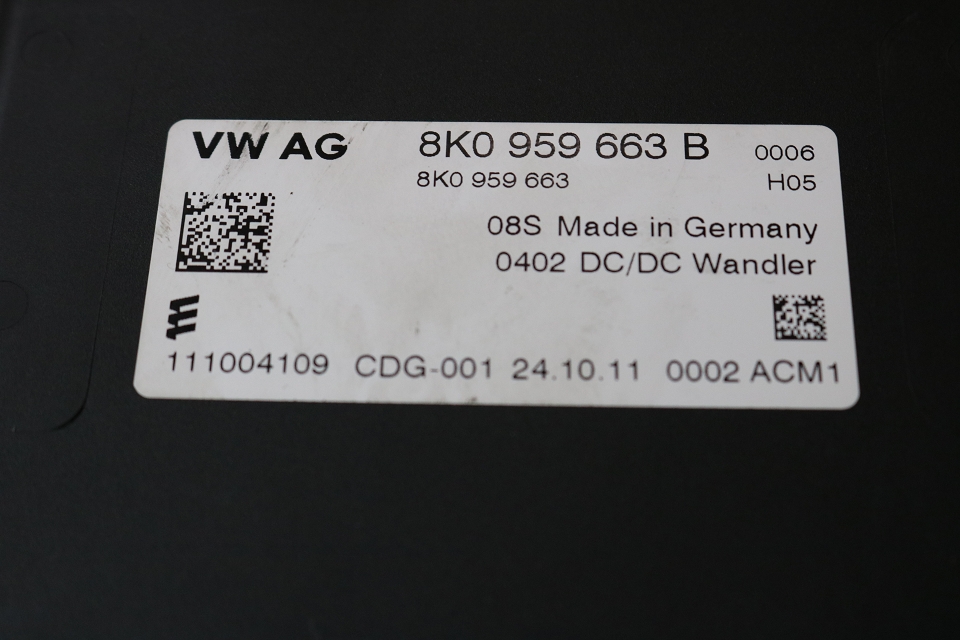 VW AG 8K0 959 663 B 0006
8K0 959 663 H05
08S Made in Germany
0402 DC/DC Wandler
111004109 CDG-001 24.10.11 0002 ACM1